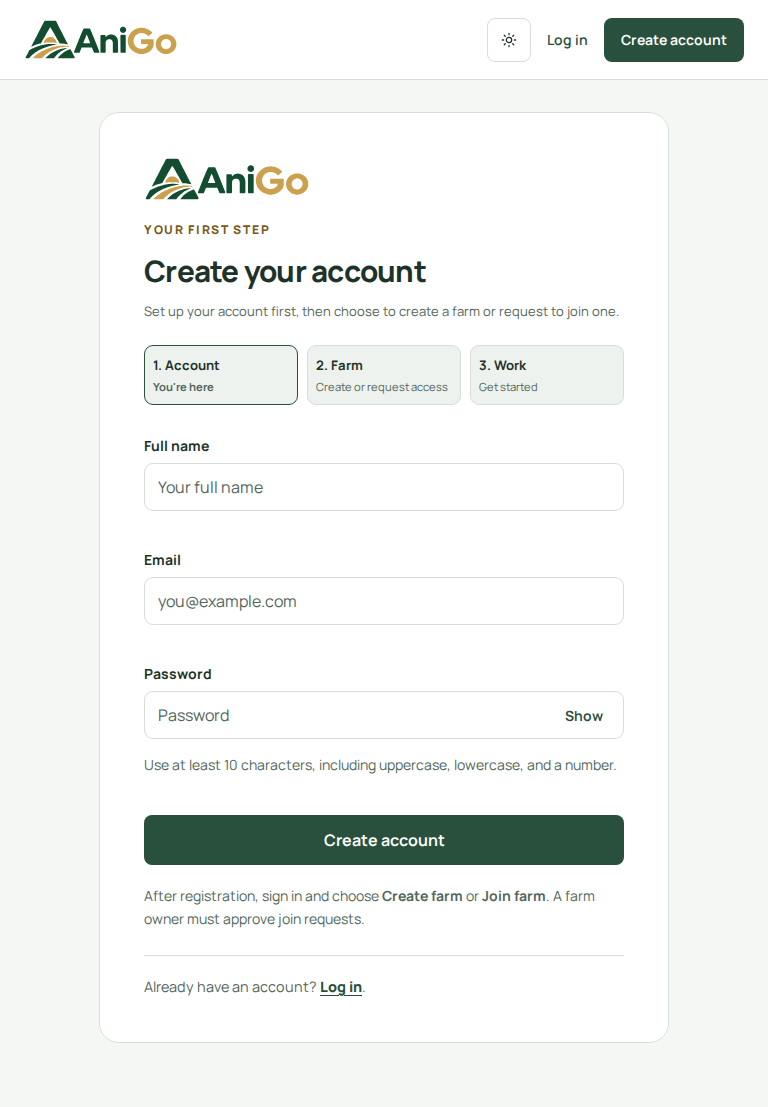 AniGo
Log in
Create account
AniGo
YOUR FIRST STEP
Create your account
Set up your account first, then choose to create a farm or request to join one.
1. Account
You're here
2. Farm
Create or request access
3. Work
Get started
Full name
Your full name
Email
you@example.com
Password
Password
Show
Use at least 10 characters, including uppercase, lowercase, and a number.
Create account
After registration, sign in and choose Create farm or Join farm. A farm
owner must approve join requests.
Already have an account? Log in.